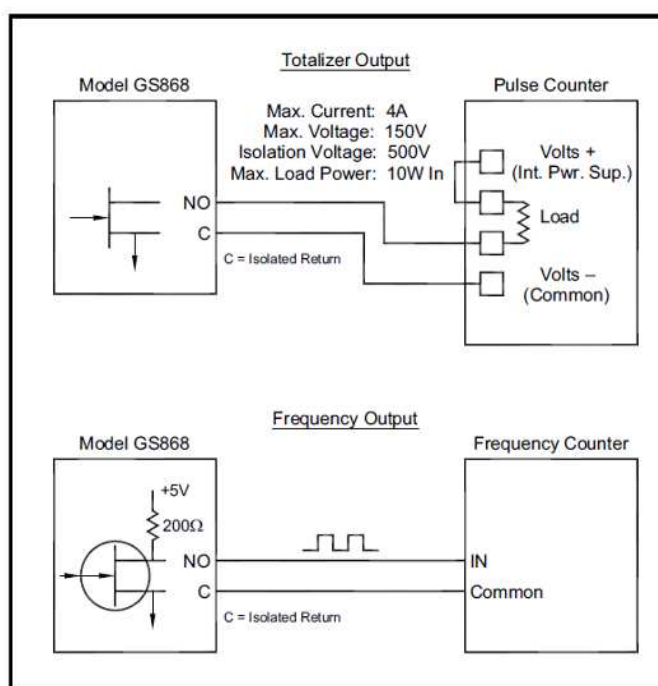 Totalizer Output
Model GS868
Pulse Counter
Max. Current: 4A
Max. Voltage: 150V
Isolation Voltage: 500V
Max. Load Power: 10W In
Volts +
(Int. Pwr. Sup.)
NO
Load
C
C = Isolated Return
Volts –
(Common)
Frequency Output
Model GS868
Frequency Counter
+5V
200Ω
NO
IN
C
Common
C = Isolated Return